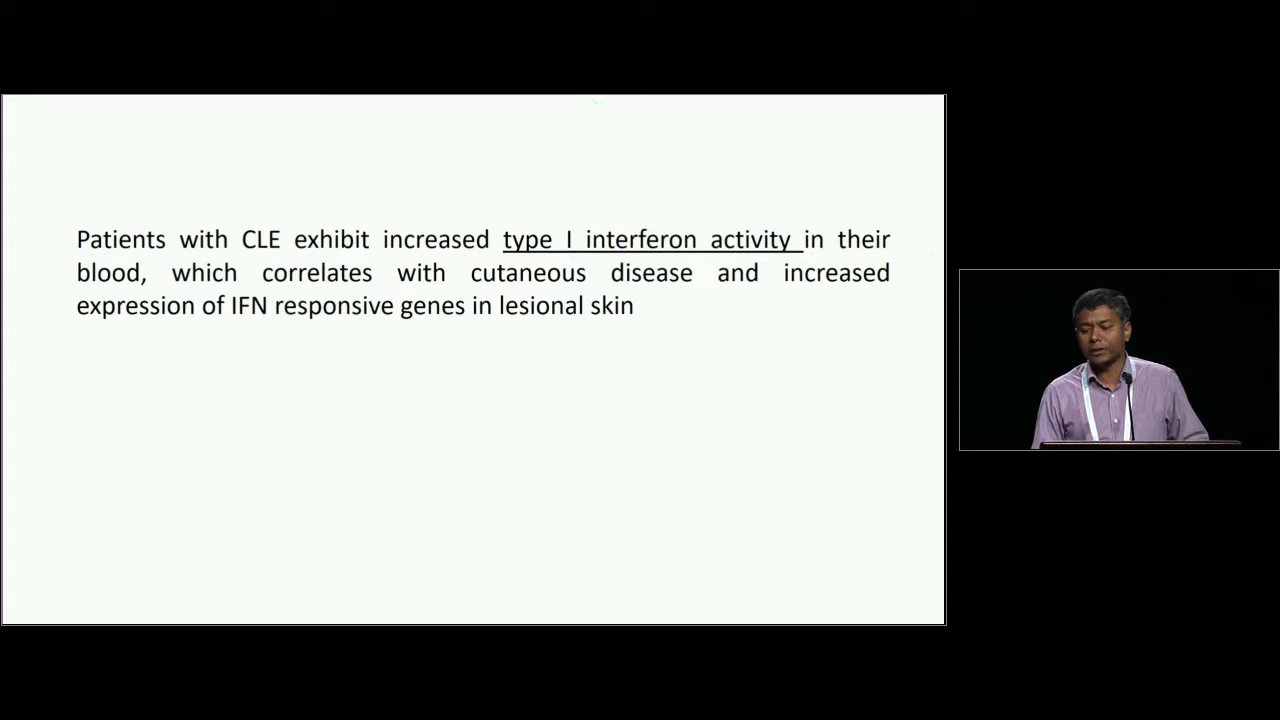 Patients with CLE exhibit increased type I interferon activity in their
blood, which correlates with cutaneous disease and increased
expression of IFN responsive genes in lesional skin